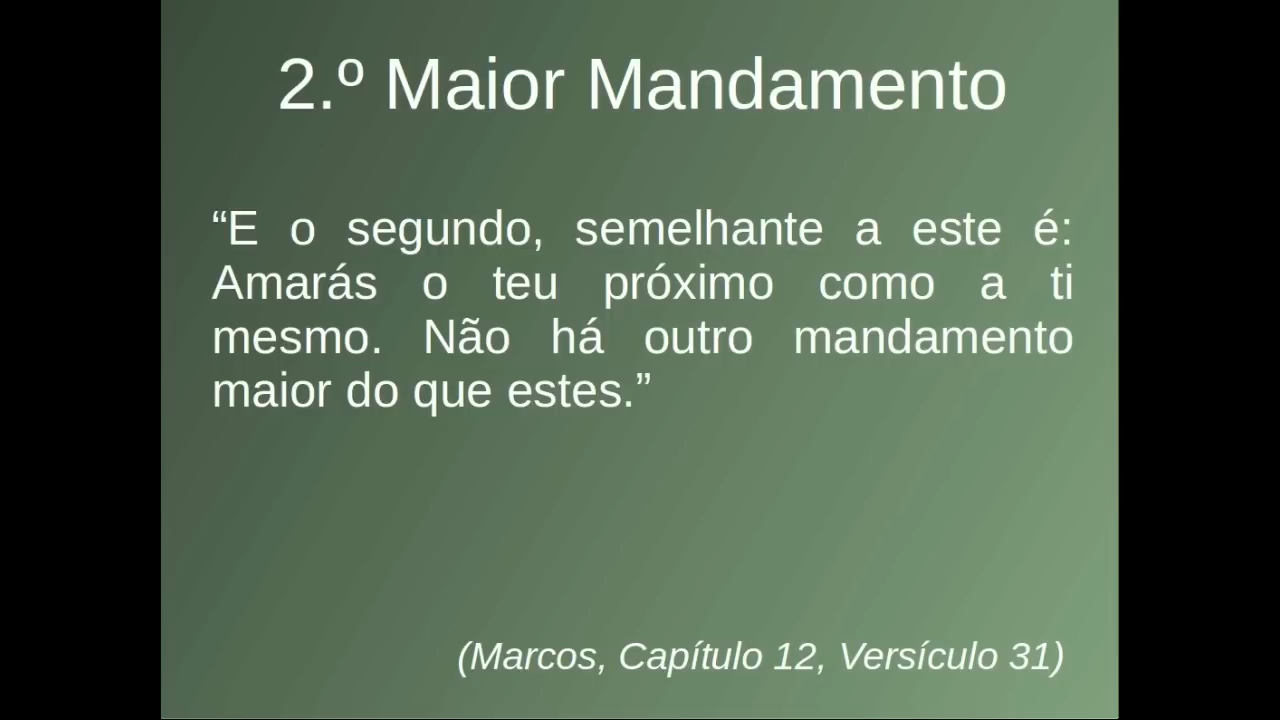 2.º Maior Mandamento
“E o segundo, semelhante a este é:
Amarás o teu próximo como a ti
mesmo. Não há outro mandamento
maior do que estes.”
(Marcos, Capítulo 12, Versículo 31)